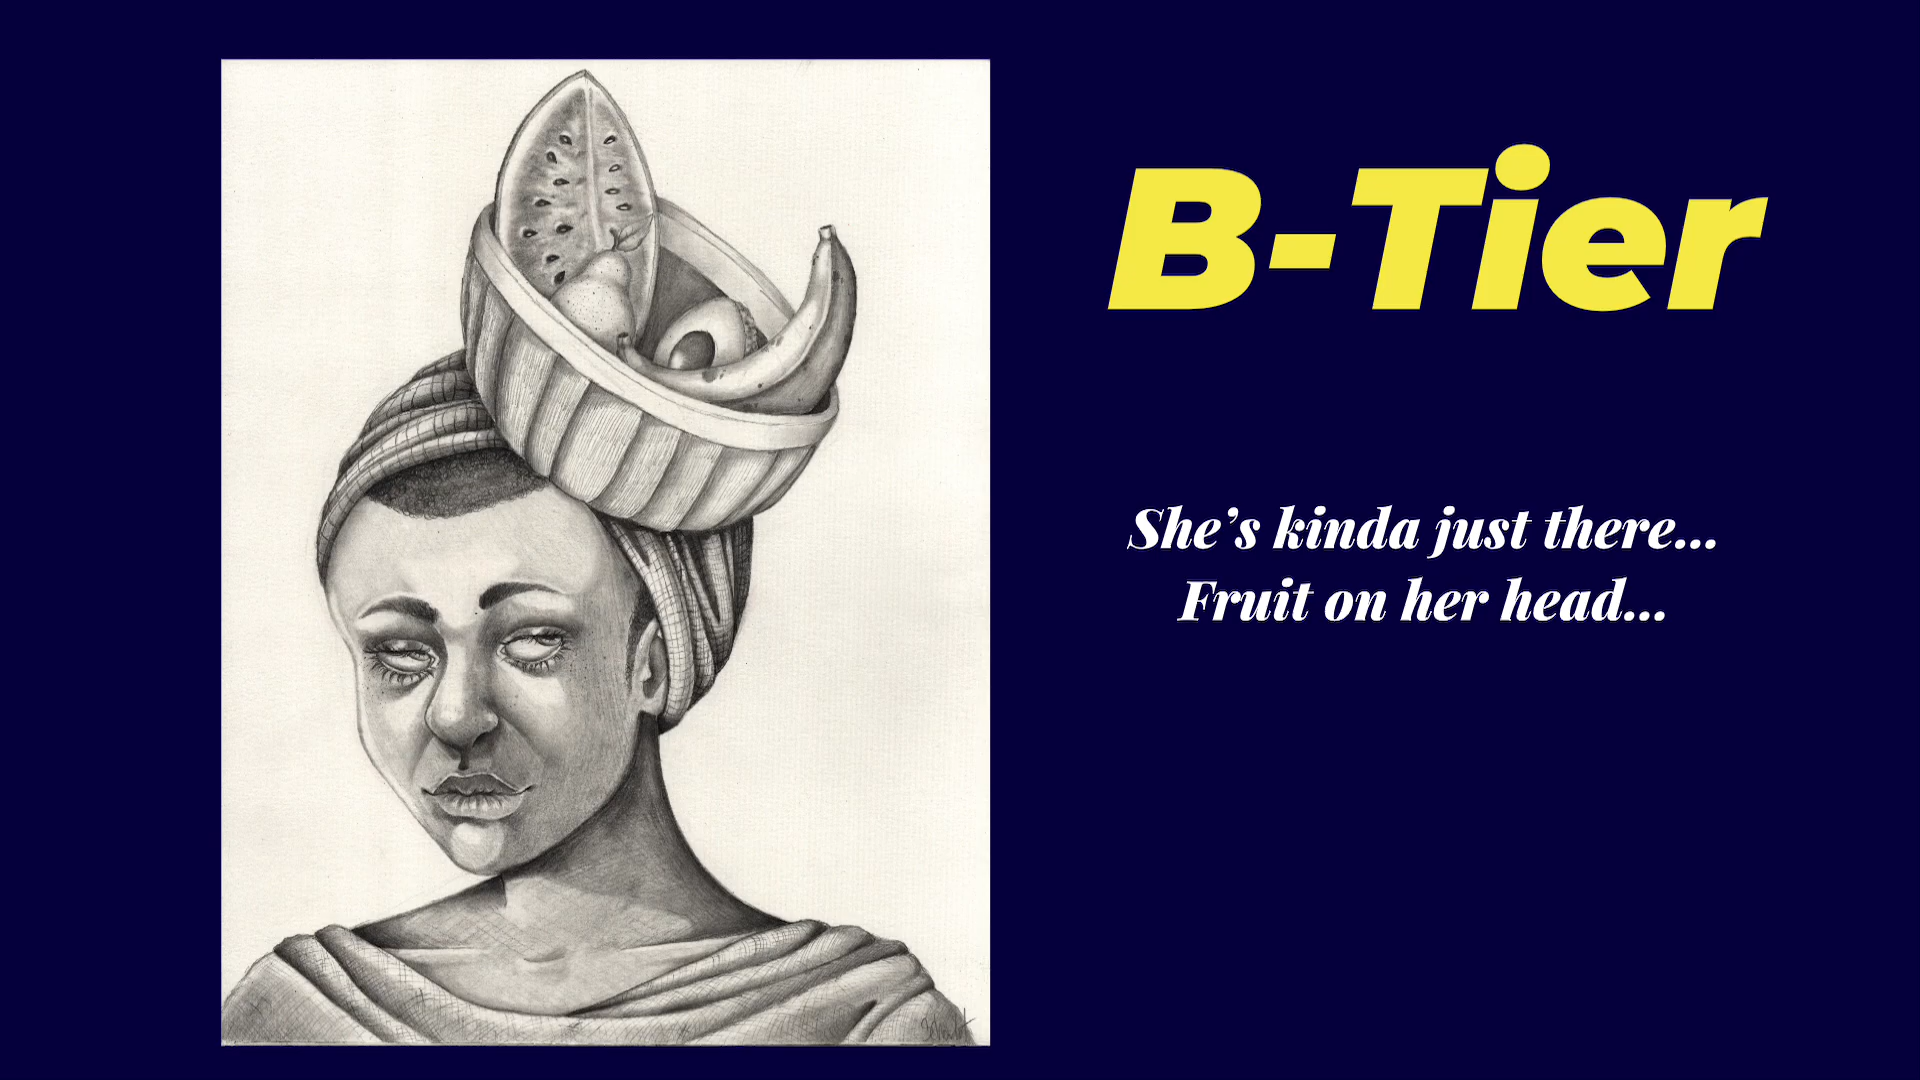 B-Tier
She’s kinda just there...
Fruit on her head...